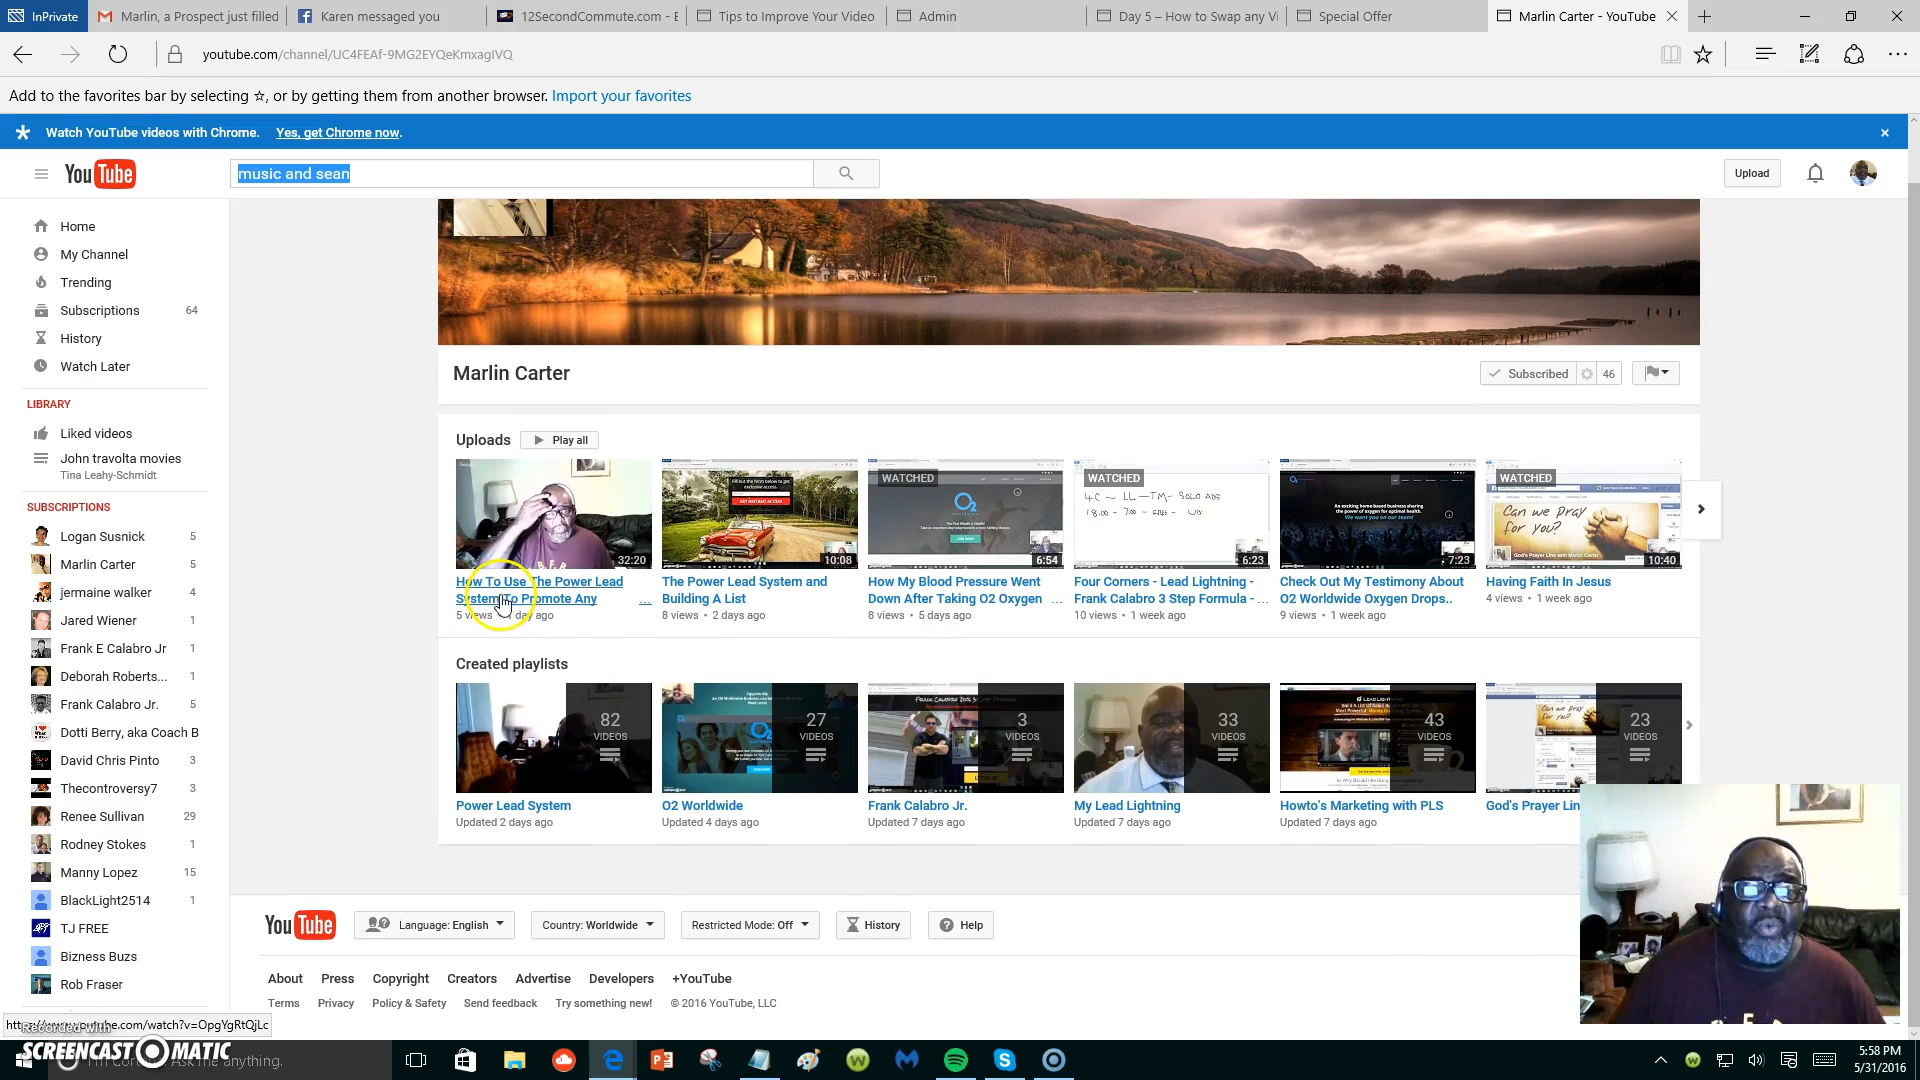 InPrivate
Marlin, a Prospect just filled
Karen messaged you
12SecondCommute.com - E
Tips to Improve Your Video
Admin
Day 5 – How to Swap any Vi
Special Offer
Marlin Carter - YouTube
youtube.com/channel/UC4FEAf-9MG2EYQeKmxagIVQ
Add to the favorites bar by selecting ☆, or by getting them from another browser. Import your favorites
Watch YouTube videos with Chrome. Yes, get Chrome now.
YouTube
music and sean
Upload
Home
My Channel
Trending
Subscriptions 64
History
Watch Later
LIBRARY
Liked videos
John travolta movies
Tina Leahy-Schmidt
SUBSCRIPTIONS
Logan Susnick 5
Marlin Carter 5
jermaine walker 4
Jared Wiener 1
Frank E Calabro Jr 1
Deborah Roberts... 1
Frank Calabro Jr. 5
Dotti Berry, aka Coach B
David Chris Pinto 3
Thecontroversy7 3
Renee Sullivan 29
Rodney Stokes 1
Manny Lopez 15
BlackLight2514 1
TJ FREE
Bizness Buzs
Rob Fraser
Marlin Carter
Subscribed 46
Uploads
Play all
32:20
How To Use The Power Lead
System To Promote Any ...
5 views • 1 day ago
10:08
The Power Lead System and
Building A List
8 views • 2 days ago
WATCHED
6:54
How My Blood Pressure Went
Down After Taking O2 Oxygen ...
8 views • 5 days ago
WATCHED
6:23
Four Corners - Lead Lightning -
Frank Calabro 3 Step Formula - ...
10 views • 1 week ago
7:23
Check Out My Testimony About
O2 Worldwide Oxygen Drops..
9 views • 1 week ago
WATCHED
Can we pray
for you?
10:40
Having Faith In Jesus
4 views • 1 week ago
Created playlists
82
VIDEOS
Power Lead System
Updated 2 days ago
27
VIDEOS
O2 Worldwide
Updated 4 days ago
3
VIDEOS
Frank Calabro Jr.
Updated 7 days ago
33
VIDEOS
My Lead Lightning
Updated 7 days ago
43
VIDEOS
Howto's Marketing with PLS
Updated 7 days ago
23
VIDEOS
God's Prayer Lin
YouTube
Language: English
Country: Worldwide
Restricted Mode: Off
History
Help
About Press Copyright Creators Advertise Developers +YouTube
Terms Privacy Policy & Safety Send feedback Try something new! © 2016 YouTube, LLC
Recorded with
SCREENCAST O MATIC
Ask me anything.
5:58 PM
5/31/2016